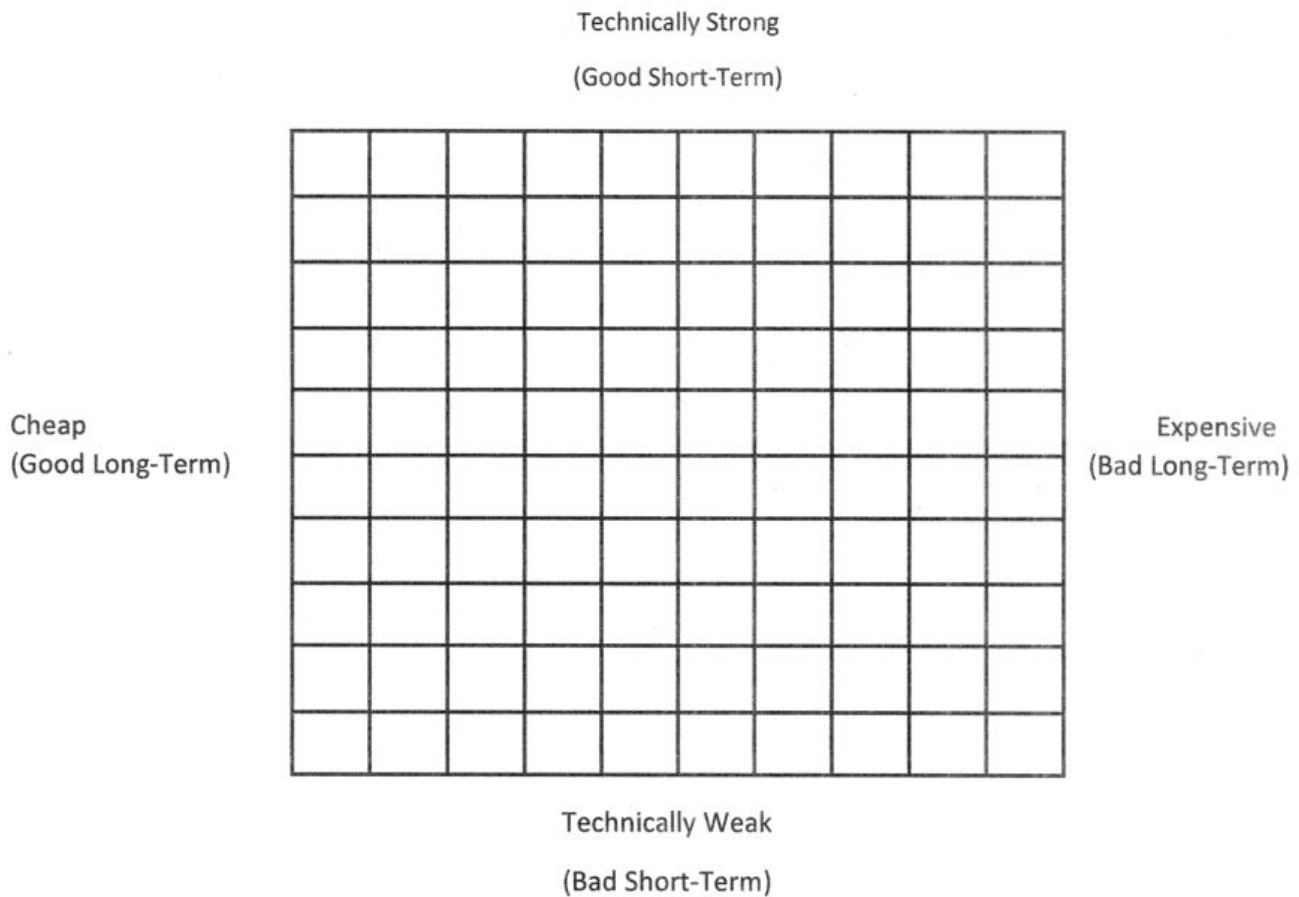 Technically Strong
(Good Short-Term)
Cheap
(Good Long-Term)
Expensive
(Bad Long-Term)
Technically Weak
(Bad Short-Term)